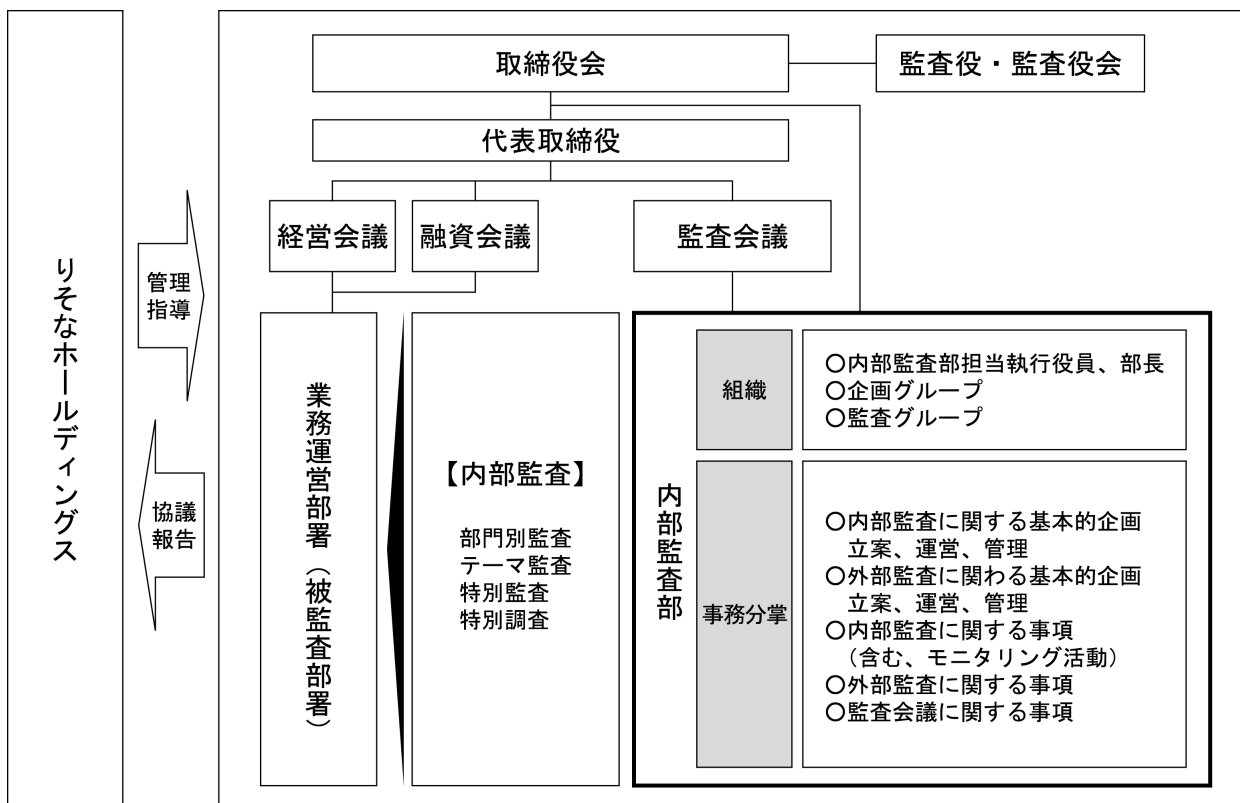 りそなホールディングス
管理
指導
協議
報告
取締役会
監査役・監査役会
代表取締役
経営会議
融資会議
監査会議
業務運営部署（被監査部署）
【内部監査】
部門別監査
テーマ監査
特別監査
特別調査
内部監査部
組織
○内部監査部担当執行役員、部長
○企画グループ
○監査グループ
事務分掌
○内部監査に関する基本的企画
立案、運営、管理
○外部監査に関わる基本的企画
立案、運営、管理
○内部監査に関する事項
（含む、モニタリング活動）
○外部監査に関する事項
○監査会議に関する事項